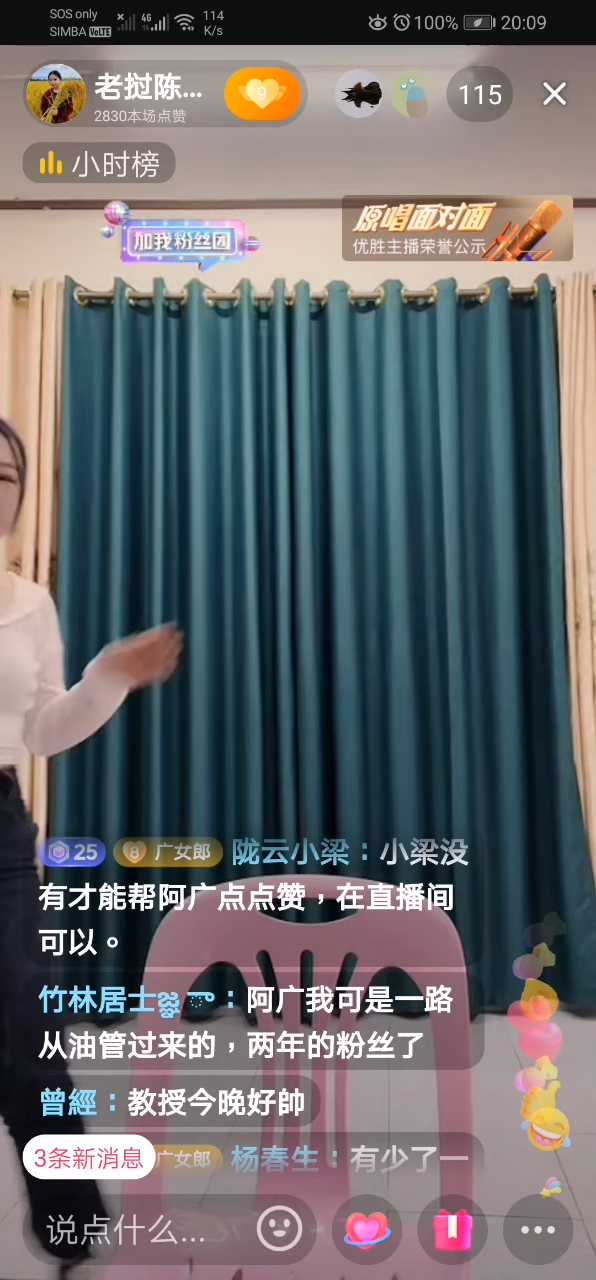 SOS only
SIMBA VoLTE
4G
114
K/s
100%
20:09
老挝陈...
2830本场点赞
9
115
小时榜
加我粉丝团
原唱面对面
优胜主播荣誉公示
25 8 广女郎 陇云小梁：小梁没
有才能帮阿广点点赞，在直播间
可以。
竹林居士ஜ ൳：阿广我可是一路
从油管过来的，两年的粉丝了
曾經：教授今晚好帥
3条新消息
广女郎 杨春生：有少了一
说点什么...